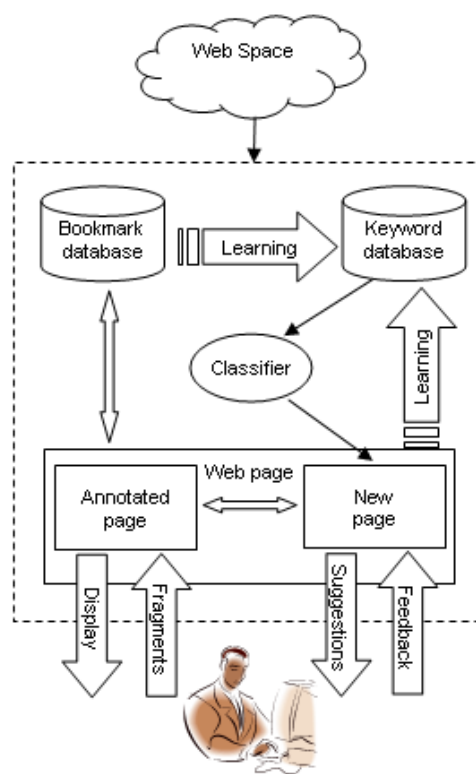 Web Space
Bookmark
database
Learning
Keyword
database
Classifier
Learning
Web page
Annotated
page
New
page
Display
Fragments
Suggestions
Feedback